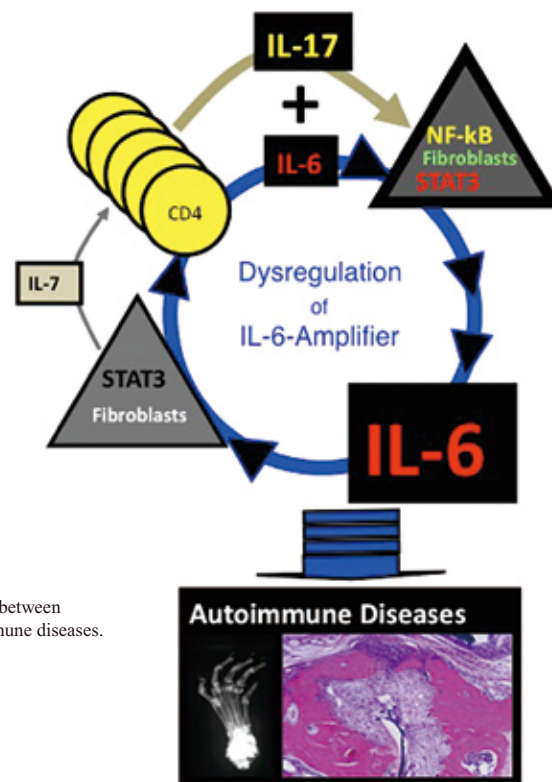 IL-17
+
IL-6
NF-kB
Fibroblasts
STAT3
CD4
IL-7
Dysregulation
of
IL-6-Amplifier
STAT3
Fibroblasts
IL-6
between
mune diseases.
Autoimmune Diseases